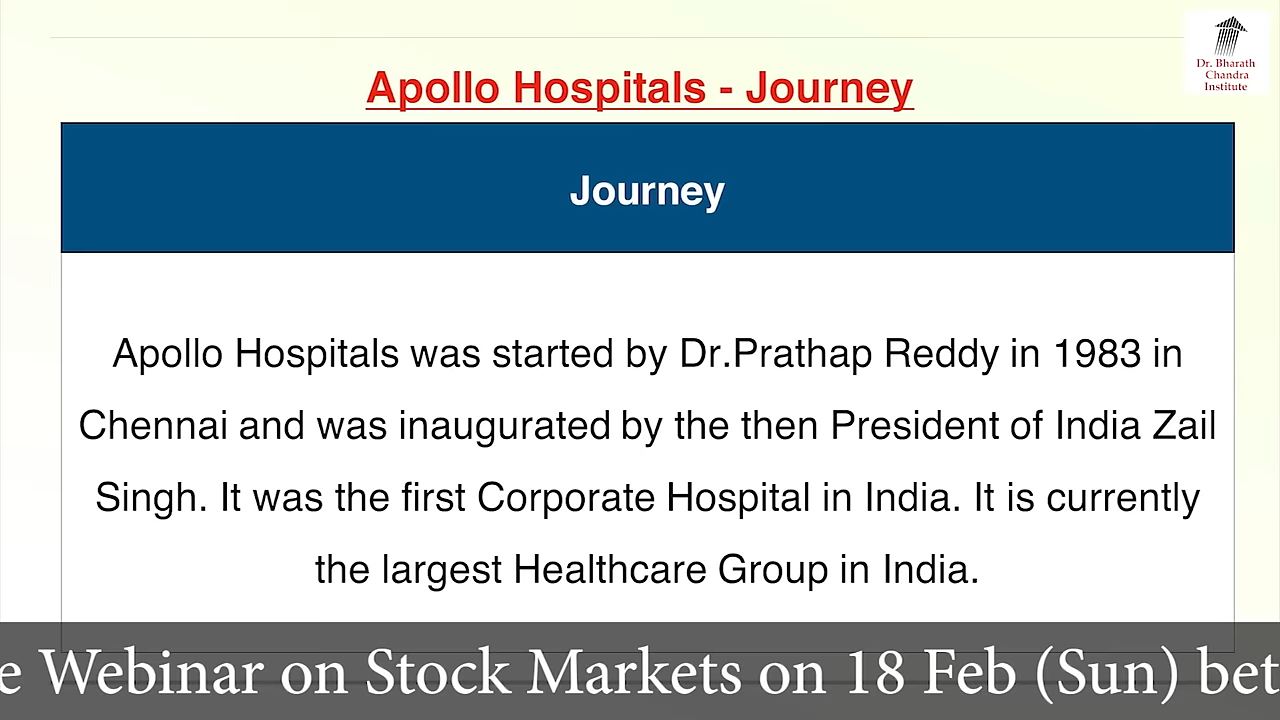 Dr. Bharath
Chandra
Institute
Apollo Hospitals - Journey
Journey
Apollo Hospitals was started by Dr.Prathap Reddy in 1983 in
Chennai and was inaugurated by the then President of India Zail
Singh. It was the first Corporate Hospital in India. It is currently
the largest Healthcare Group in India.
Webinar on Stock Markets on 18 Feb (Sun)